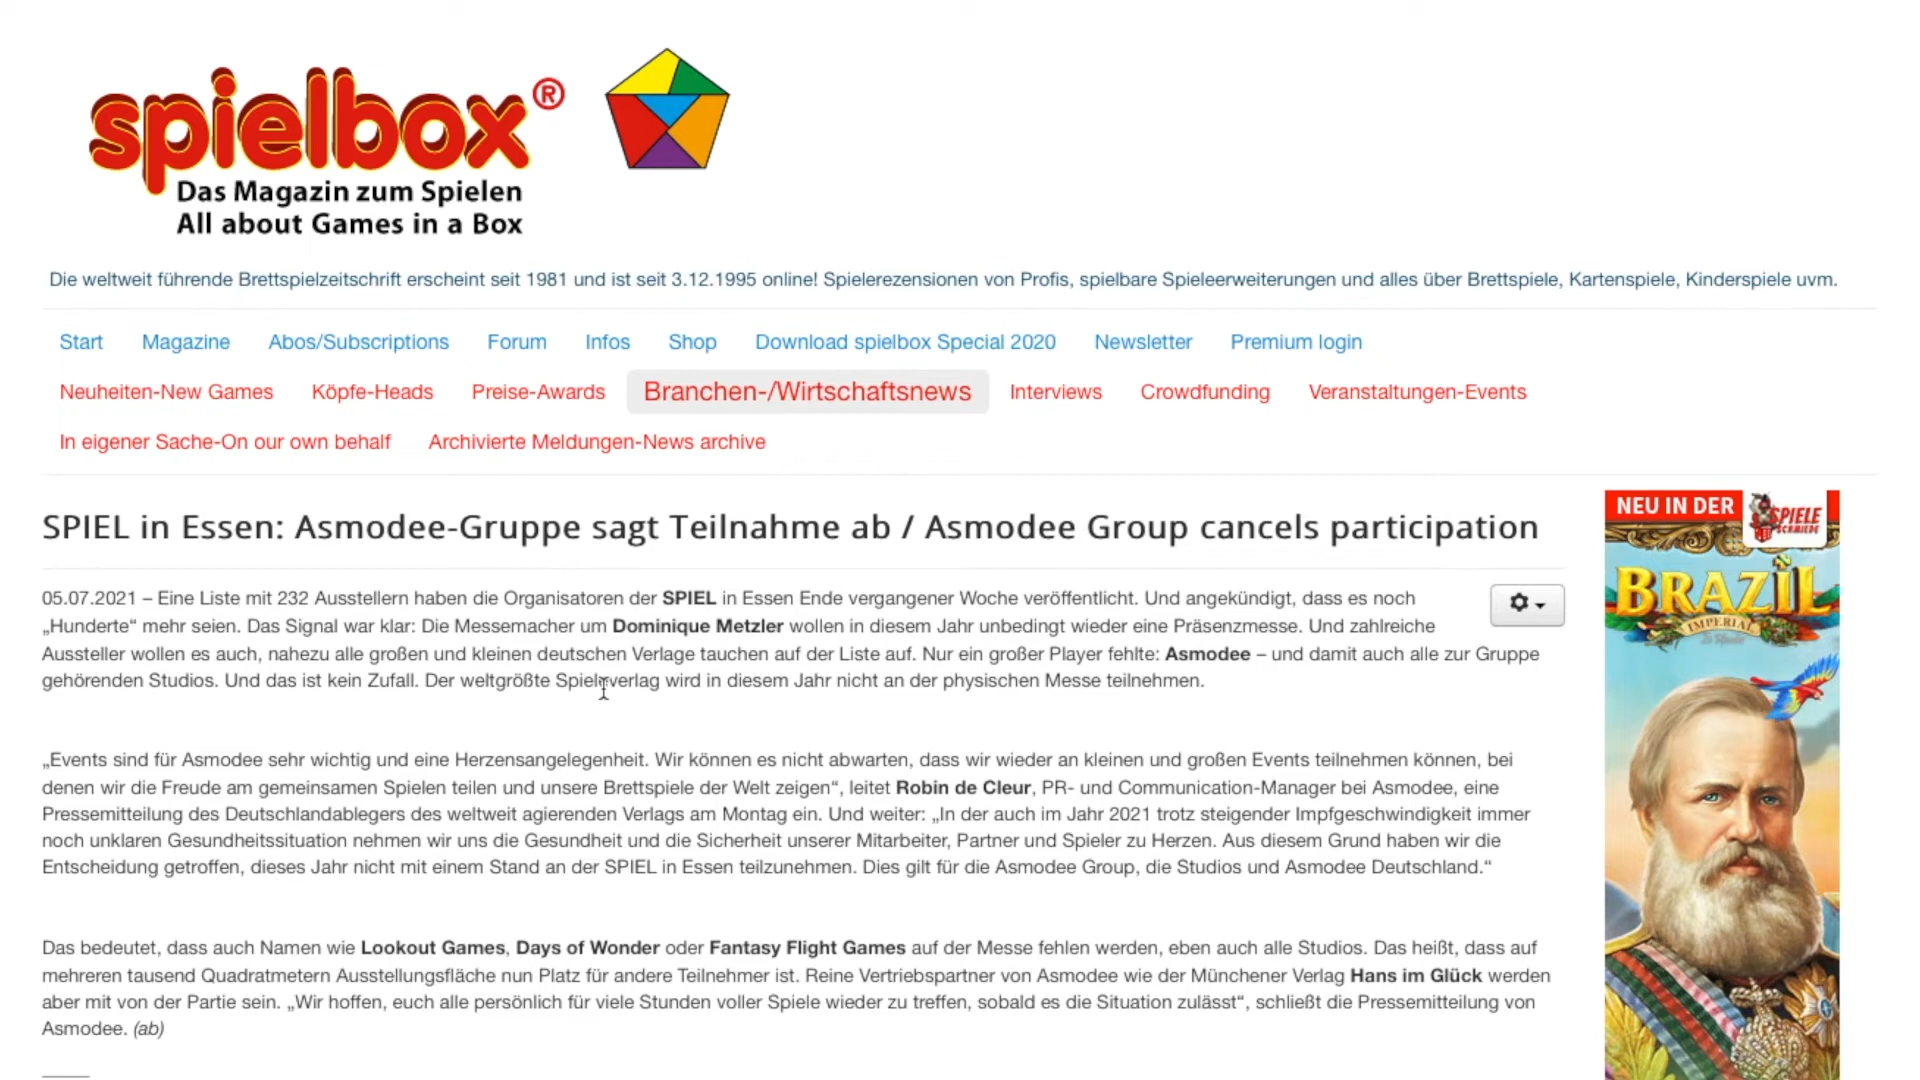 spielbox®
Das Magazin zum Spielen
All about Games in a Box
Die weltweit führende Brettspielzeitschrift erscheint seit 1981 und ist seit 3.12.1995 online! Spielerezensionen von Profis, spielbare Spieleerweiterungen und alles über Brettspiele, Kartenspiele, Kinderspiele uvm.
Start Magazine Abos/Subscriptions Forum Infos Shop Download spielbox Special 2020 Newsletter Premium login
Neuheiten-New Games Köpfe-Heads Preise-Awards Branchen-/Wirtschaftsnews Interviews Crowdfunding Veranstaltungen-Events
In eigener Sache-On our own behalf Archivierte Meldungen-News archive
SPIEL in Essen: Asmodee-Gruppe sagt Teilnahme ab / Asmodee Group cancels participation
05.07.2021 – Eine Liste mit 232 Ausstellern haben die Organisatoren der SPIEL in Essen Ende vergangener Woche veröffentlicht. Und angekündigt, dass es noch
„Hunderte“ mehr seien. Das Signal war klar: Die Messemacher um Dominique Metzler wollen in diesem Jahr unbedingt wieder eine Präsenzmesse. Und zahlreiche
Aussteller wollen es auch, nahezu alle großen und kleinen deutschen Verlage tauchen auf der Liste auf. Nur ein großer Player fehlte: Asmodee – und damit auch alle zur Gruppe
gehörenden Studios. Und das ist kein Zufall. Der weltgrößte Spieleverlag wird in diesem Jahr nicht an der physischen Messe teilnehmen.
„Events sind für Asmodee sehr wichtig und eine Herzensangelegenheit. Wir können es nicht abwarten, dass wir wieder an kleinen und großen Events teilnehmen können, bei
denen wir die Freude am gemeinsamen Spielen teilen und unsere Brettspiele der Welt zeigen“, leitet Robin de Cleur, PR- und Communication-Manager bei Asmodee, eine
Pressemitteilung des Deutschlandablegers des weltweit agierenden Verlags am Montag ein. Und weiter: „In der auch im Jahr 2021 trotz steigender Impfgeschwindigkeit immer
noch unklaren Gesundheitssituation nehmen wir uns die Gesundheit und die Sicherheit unserer Mitarbeiter, Partner und Spieler zu Herzen. Aus diesem Grund haben wir die
Entscheidung getroffen, dieses Jahr nicht mit einem Stand an der SPIEL in Essen teilzunehmen. Dies gilt für die Asmodee Group, die Studios und Asmodee Deutschland.“
Das bedeutet, dass auch Namen wie Lookout Games, Days of Wonder oder Fantasy Flight Games auf der Messe fehlen werden, eben auch alle Studios. Das heißt, dass auf
mehreren tausend Quadratmetern Ausstellungsfläche nun Platz für andere Teilnehmer ist. Reine Vertriebspartner von Asmodee wie der Münchener Verlag Hans im Glück werden
aber mit von der Partie sein. „Wir hoffen, euch alle persönlich für viele Stunden voller Spiele wieder zu treffen, sobald es die Situation zulässt“, schließt die Pressemitteilung von
Asmodee. (ab)
NEU IN DER
SPIELE
SCHMIEDE
BRAZIL
IMPERIAL